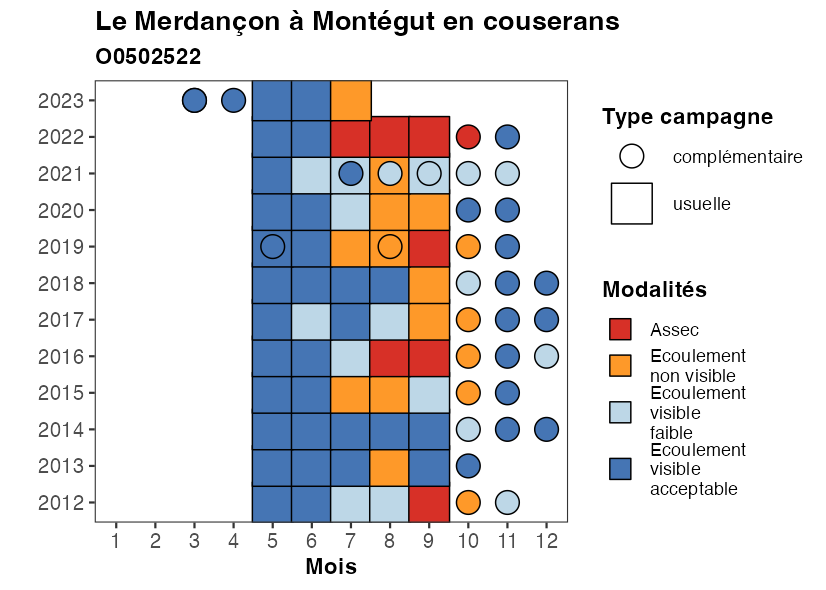 Le Merdançon à Montégut en couserans
O0502522
2023
2022
2021
2020
2019
2018
2017
2016
2015
2014
2013
2012
1 2 3 4 5 6 7 8 9 10 11 12
Mois
Type campagne
complémentaire
usuelle
Modalités
Assec
Ecoulement
non visible
Ecoulement
visible
faible
Ecoulement
visible
acceptable